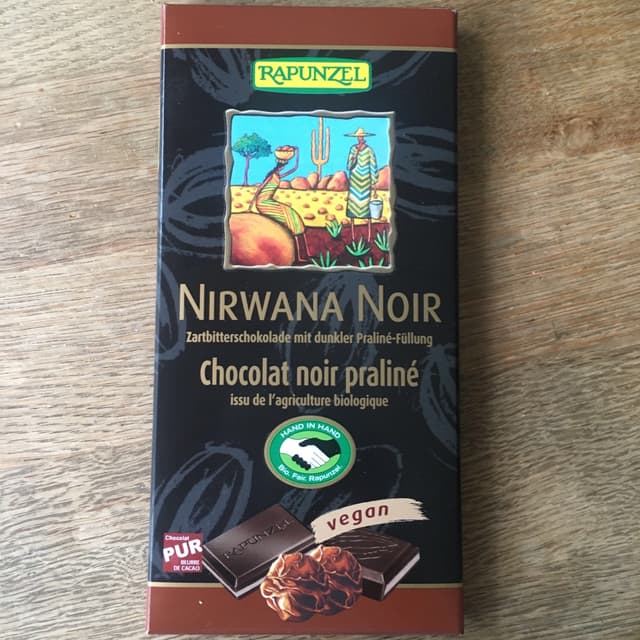 RAPUNZEL
NIRWANA NOIR
Zartbitterschokolade mit dunkler Praliné-Füllung
Chocolat noir praliné
issu de l'agriculture biologique
HAND IN HAND
Bio. Fair. Rapunzel.
vegan
RAPUNZEL
Chocolat
PUR
BEURRE
DE CACAO